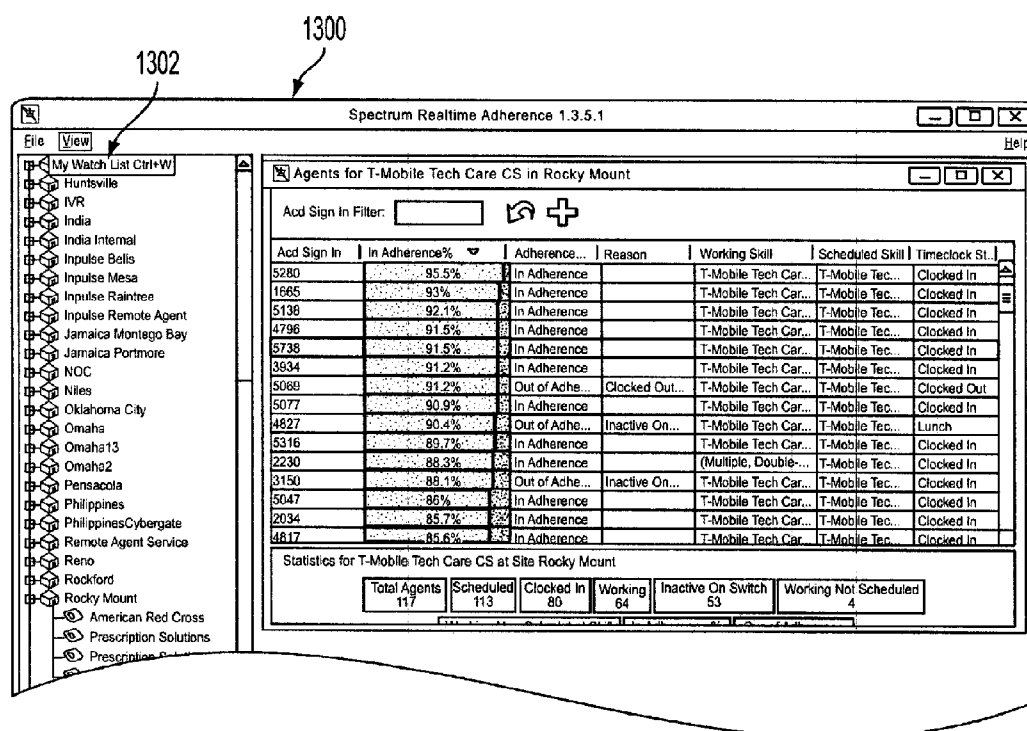 1300
1302
Spectrum Realtime Adherence 1.3.5.1
File View Help
My Watch List Ctrl+W
Huntsville
IVR
India
India Internal
Inpulse Bells
Inpulse Mesa
Inpulse Raintree
Inpulse Remote Agent
Jamaica Montego Bay
Jamaica Portmore
NOC
Niles
Oklahoma City
Omaha
Omaha13
Omaha2
Pensacola
Philippines
PhilippinesCybergate
Remote Agent Service
Reno
Rockford
Rocky Mount
American Red Cross
Prescription Solutions
Prescription
Agents for T-Mobile Tech Care CS in Rocky Mount
Acd Sign In Filter:
Acd Sign In In Adherence% Adherence... Reason Working Skill Scheduled Skill Timeclock St..
5280 95.5% In Adherence T-Mobile Tech Car... T-Mobile Tec... Clocked In
1665 93% In Adherence T-Mobile Tech Car... T-Mobile Tec... Clocked In
5138 92.1% In Adherence T-Mobile Tech Car... T-Mobile Tec... Clocked In
4796 91.5% In Adherence T-Mobile Tech Car... T-Mobile Tec... Clocked In
5738 91.5% In Adherence T-Mobile Tech Car... T-Mobile Tec... Clocked In
3934 91.2% In Adherence T-Mobile Tech Car... T-Mobile Tec... Clocked In
5069 91.2% Out of Adhe... Clocked Out... T-Mobile Tech Car... T-Mobile Tec... Clocked Out
5077 90.9% In Adherence T-Mobile Tech Car... T-Mobile Tec... Clocked In
4827 90.4% Out of Adhe... Inactive On... T-Mobile Tech Car... T-Mobile Tec... Lunch
5316 89.7% In Adherence T-Mobile Tech Car... T-Mobile Tec... Clocked In
2230 88.3% In Adherence (Multiple, Double-... T-Mobile Tec... Clocked In
3150 88.1% Out of Adhe... Inactive On... T-Mobile Tech Car... T-Mobile Tec... Clocked In
5047 86% In Adherence T-Mobile Tech Car... T-Mobile Tec... Clocked In
2034 85.7% In Adherence T-Mobile Tech Car... T-Mobile Tec... Clocked In
4817 85.6% In Adherence T-Mobile Tech Car... T-Mobile Tec... Clocked In
Statistics for T-Mobile Tech Care CS at Site Rocky Mount
Total Agents Scheduled Clocked In Working Inactive On Switch Working Not Scheduled
117 113 80 64 53 4